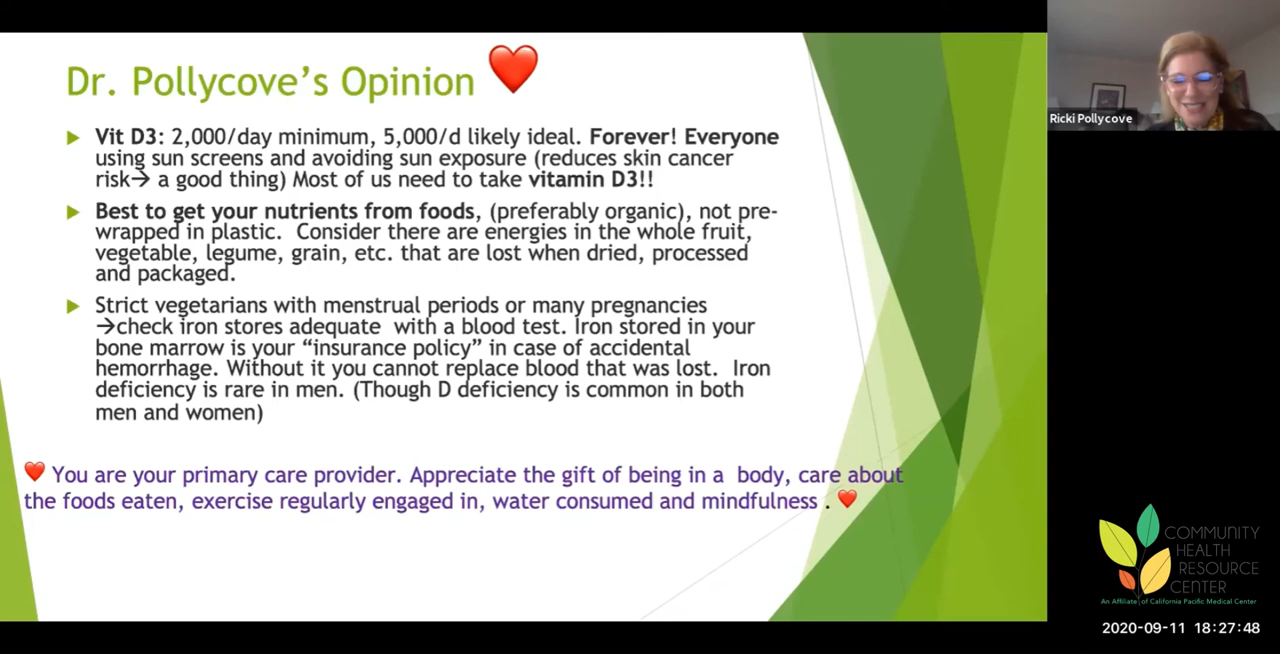 Dr. Pollycove's Opinion ❤️
Vit D3: 2,000/day minimum, 5,000/d likely ideal. Forever! Everyone
using sun screens and avoiding sun exposure (reduces skin cancer
risk→ a good thing) Most of us need to take vitamin D3!!
Best to get your nutrients from foods, (preferably organic), not pre-
wrapped in plastic. Consider there are energies in the whole fruit,
vegetable, legume, grain, etc. that are lost when dried, processed
and packaged.
Strict vegetarians with menstrual periods or many pregnancies
→check iron stores adequate with a blood test. Iron stored in your
bone marrow is your “insurance policy” in case of accidental
hemorrhage. Without it you cannot replace blood that was lost. Iron
deficiency is rare in men. (Though D deficiency is common in both
men and women)
❤️ You are your primary care provider. Appreciate the gift of being in a body, care about
the foods eaten, exercise regularly engaged in, water consumed and mindfulness . ❤️
Ricki Pollycove
COMMUNITY
HEALTH
RESOURCE
CENTER
An Affiliate of California Pacific Medical Center
2020-09-11 18:27:48